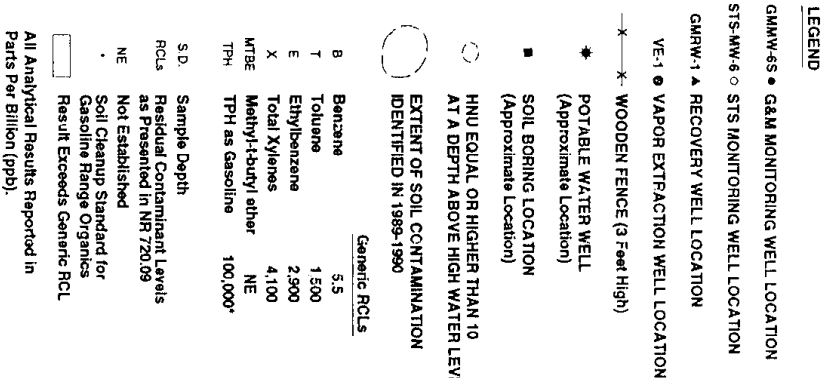 LEGEND
GMMW-6S ● G&M MONITORING WELL LOCATION
STS-MW-6 ○ STS MONITORING WELL LOCATION
GMRW-1 ▲ RECOVERY WELL LOCATION
VE-1 VAPOR EXTRACTION WELL LOCATION
—x—x— WOODEN FENCE (3 Feet High)
POTABLE WATER WELL
(Approximate Location)
■ SOIL BORING LOCATION
(Approximate Location)
HNU EQUAL OR HIGHER THAN 10
AT A DEPTH ABOVE HIGH WATER LEVE
EXTENT OF SOIL CONTAMINATION
IDENTIFIED IN 1989-1990
Generic RCLs
B Benzene 5.5
T Toluene 1,500
E Ethylbenzene 2,900
X Total Xylenes 4,100
MTBE Methyl-t-butyl ether NE
TPH TPH as Gasoline 100,000*
S.D. Sample Depth
RCLs Residual Contaminant Levels
as Presented in NR 720.09
NE Not Established
* Soil Cleanup Standard for
Gasoline Range Organics
Result Exceeds Generic RCL
All Analytical Results Reported in
Parts Per Billion (ppb).